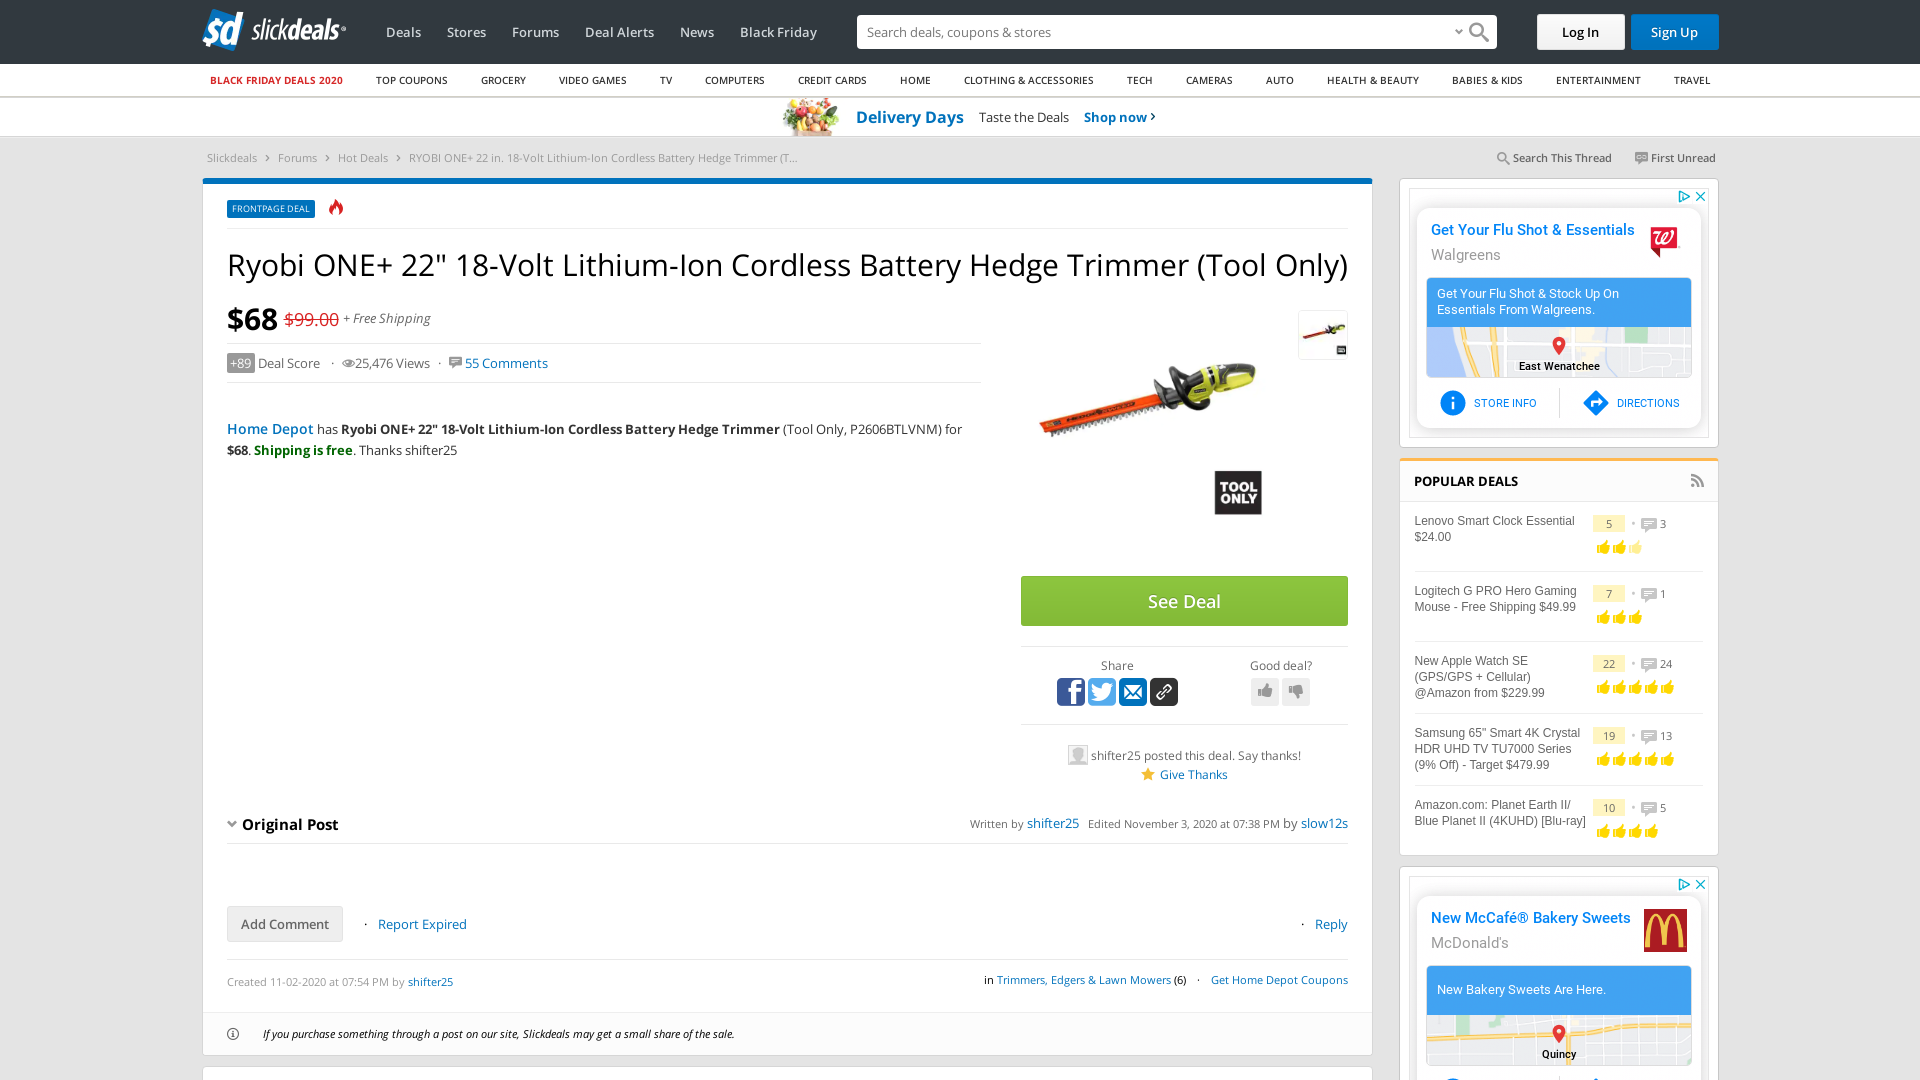 sd slickdeals
Deals Stores Forums Deal Alerts News Black Friday
Search deals, coupons & shopping
Log In
Sign Up
BLACK FRIDAY DEALS 2020 TOP COUPONS GROCERY VIDEO GAMES TV COMPUTERS CREDIT CARDS HOME CLOTHING & ACCESSORIES TECH CAMERAS AUTO HEALTH & BEAUTY BABIES & KIDS ENTERTAINMENT TRAVEL
Delivery Days Taste the Deals Shop now ›
Slickdeals › Forums › Hot Deals › RYOBI ONE+ 22 in. 18-Volt Lithium-Ion Cordless Battery Hedge Trimmer (T...
Search This Thread First Unread
FRONTPAGE DEAL
Ryobi ONE+ 22" 18-Volt Lithium-Ion Cordless Battery Hedge Trimmer (Tool Only)
$68 $99.00 + Free Shipping
+89 Deal Score · 25,476 Views · 55 Comments
Home Depot has Ryobi ONE+ 22" 18-Volt Lithium-Ion Cordless Battery Hedge Trimmer (Tool Only, P2606BTLVNM) for
$68. Shipping is free. Thanks shifter25
TOOL
ONLY
See Deal
Share
Good deal?
shifter25 posted this deal. Say thanks!
Give Thanks
Original Post
Written by shifter25 Edited November 3, 2020 at 07:38 PM by slow12s
Add Comment · Report Expired
· Reply
Created 11-02-2020 at 07:54 PM by shifter25
in Trimmers, Edgers & Lawn Mowers (6) · Get Home Depot Coupons
If you purchase something through a post on our site, Slickdeals may get a small share of the sale.
Get Your Flu Shot & Essentials
Walgreens
Get Your Flu Shot & Stock Up On
Essentials From Walgreens.
East Wenatchee
STORE INFO
DIRECTIONS
POPULAR DEALS
Lenovo Smart Clock Essential
$24.00
5 · 3
Logitech G PRO Hero Gaming
Mouse - Free Shipping $49.99
7 · 1
New Apple Watch SE
(GPS/GPS + Cellular)
@Amazon from $229.99
22 · 24
Samsung 65" Smart 4K Crystal
HDR UHD TV TU7000 Series
(9% Off) - Target $479.99
19 · 13
Amazon.com: Planet Earth II/
Blue Planet II (4KUHD) [Blu-ray]
10 · 5
New McCafé® Bakery Sweets
McDonald's
New Bakery Sweets Are Here.
Quincy